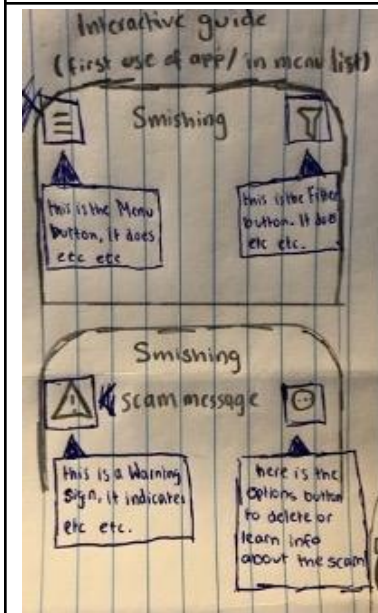 Interactive guide
(first use of app/ in menu list)
Smishing
this is the Menu
button, it does
etc etc
this is the Filter
button. It does
etc etc.
Smishing
scam message
this is a Warning
sign, it indicates
etc etc.
here is the
options button
to delete or
learn info
about the scam